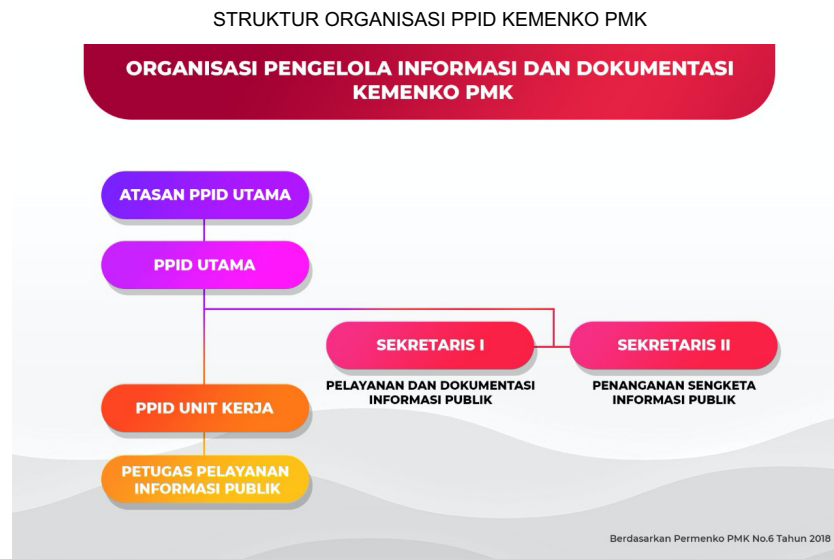 STRUKTUR ORGANISASI PPID KEMENKO PMK
ORGANISASI PENGELOLA INFORMASI DAN DOKUMENTASI
KEMENKO PMK
ATASAN PPID UTAMA
PPID UTAMA
SEKRETARIS I
PELAYANAN DAN DOKUMENTASI
INFORMASI PUBLIK
SEKRETARIS II
PENANGANAN SENGKETA
INFORMASI PUBLIK
PPID UNIT KERJA
PETUGAS PELAYANAN
INFORMASI PUBLIK
Berdasarkan Permenko PMK No.6 Tahun 2018